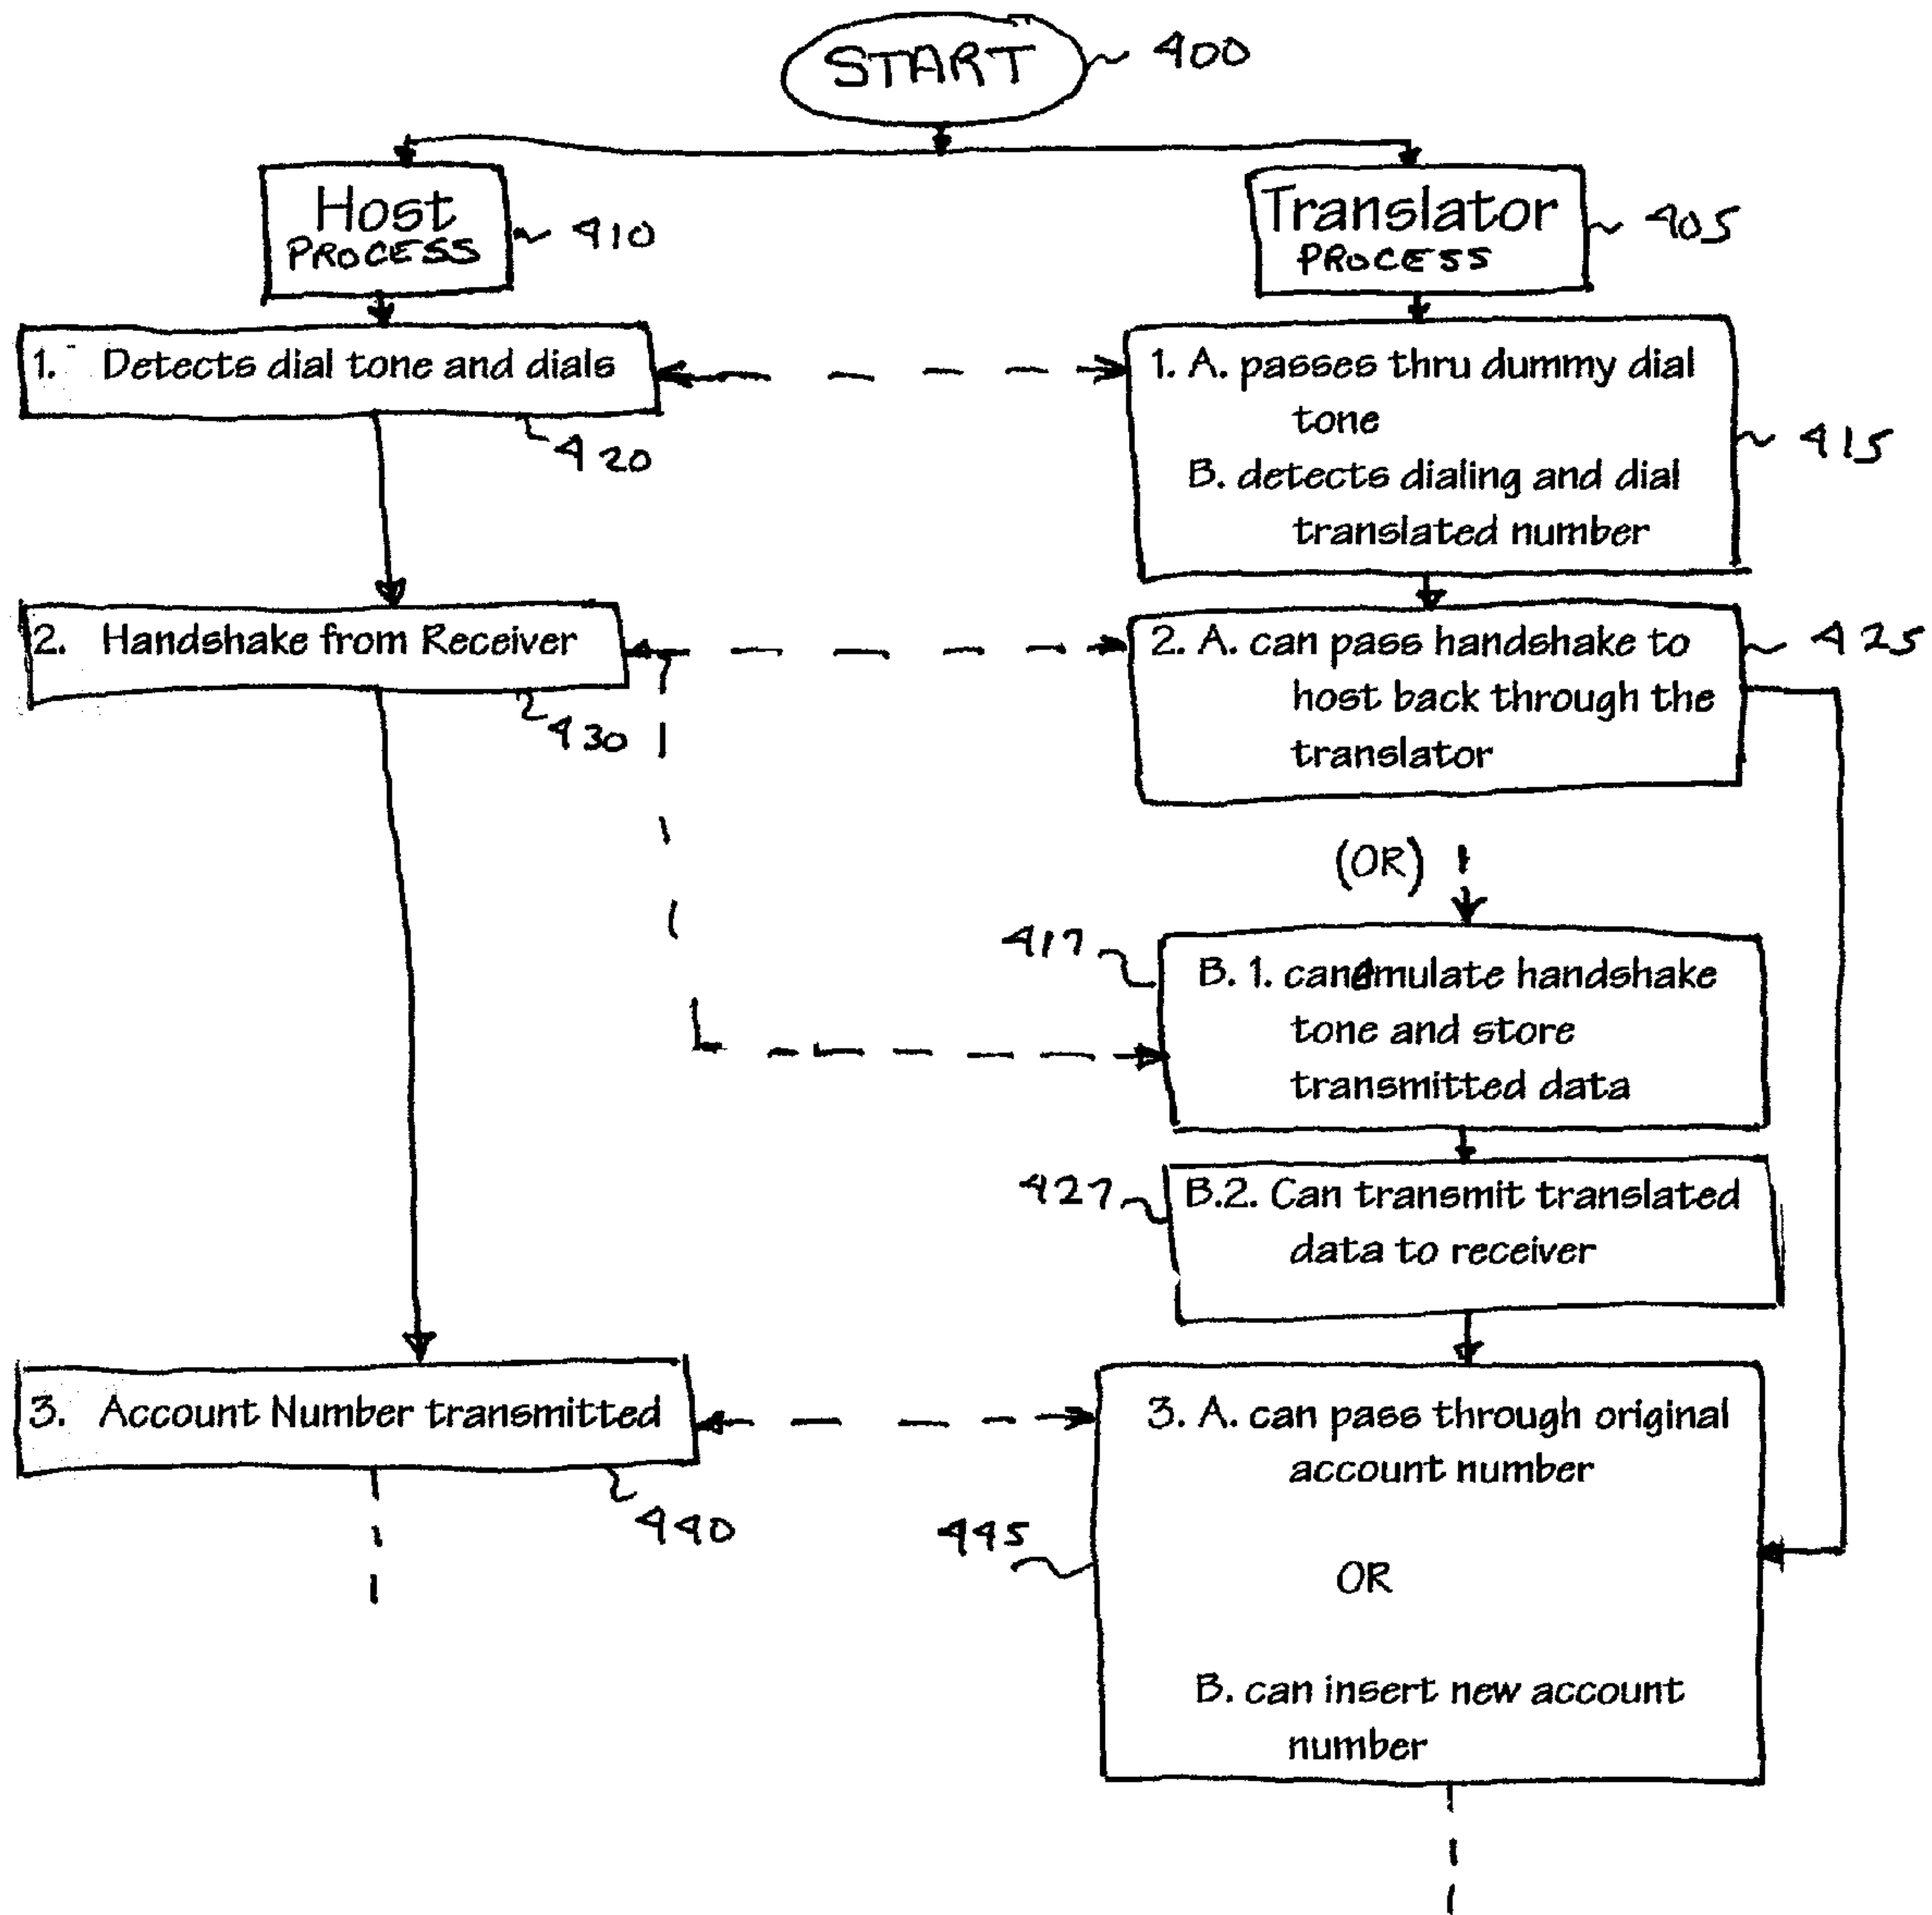 START
400
Host
PROCESS
410
Translator
PROCESS
405
1. Detects dial tone and dials
420
1. A. passes thru dummy dial
tone
B. detects dialing and dial
translated number
415
2. Handshake from Receiver
430
2. A. can pass handshake to
host back through the
translator
425
(OR)
417
B. 1. can emulate handshake
tone and store
transmitted data
427
B.2. Can transmit translated
data to receiver
3. Account Number transmitted
440
3. A. can pass through original
account number
445
OR
B. can insert new account
number